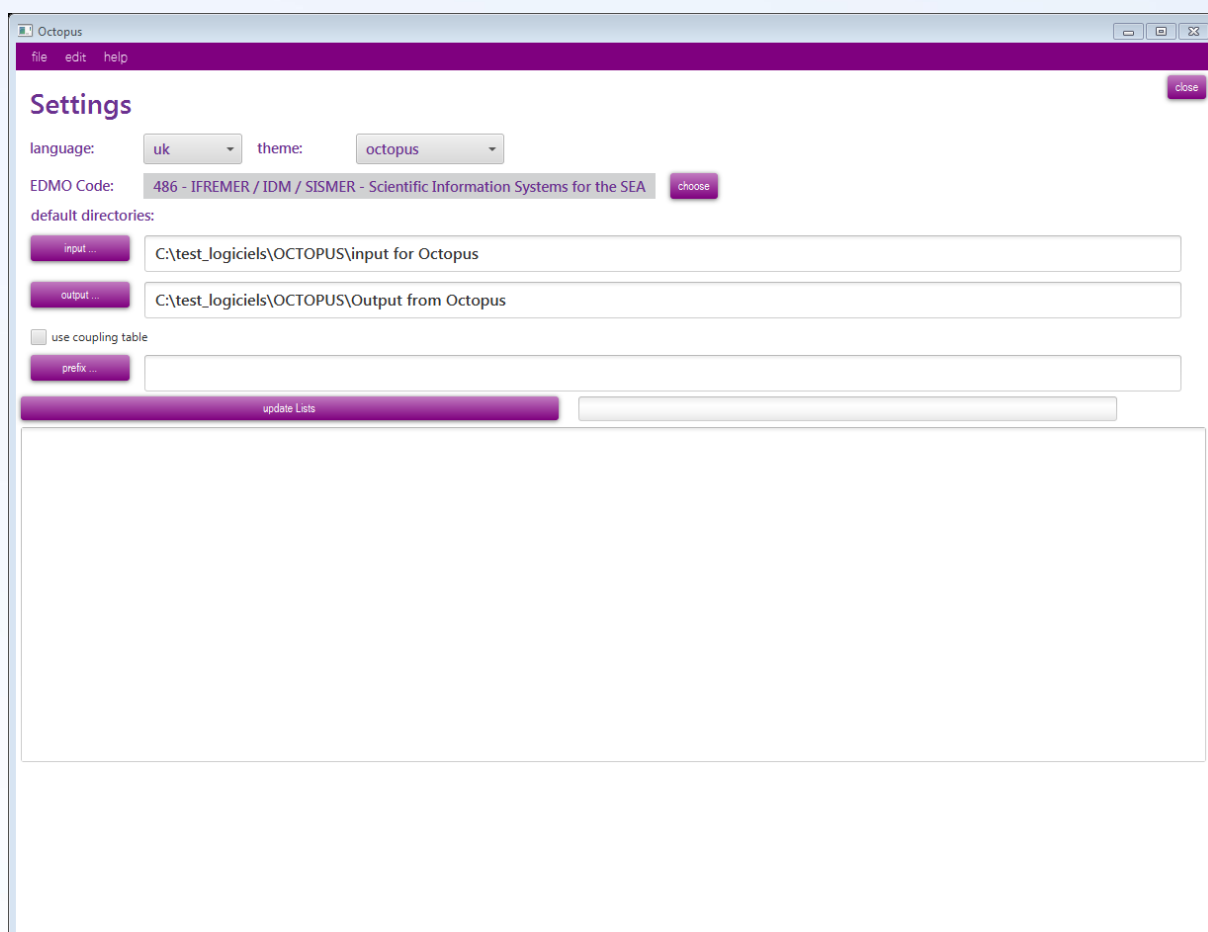 Octopus
file edit help
close
Settings
language: uk theme: octopus
EDMO Code: 486 - IFREMER / IDM / SISMER - Scientific Information Systems for the SEA choose
default directories:
input ... C:\test_logiciels\OCTOPUS\input for Octopus
output ... C:\test_logiciels\OCTOPUS\Output from Octopus
use coupling table
prefix ...
update Lists